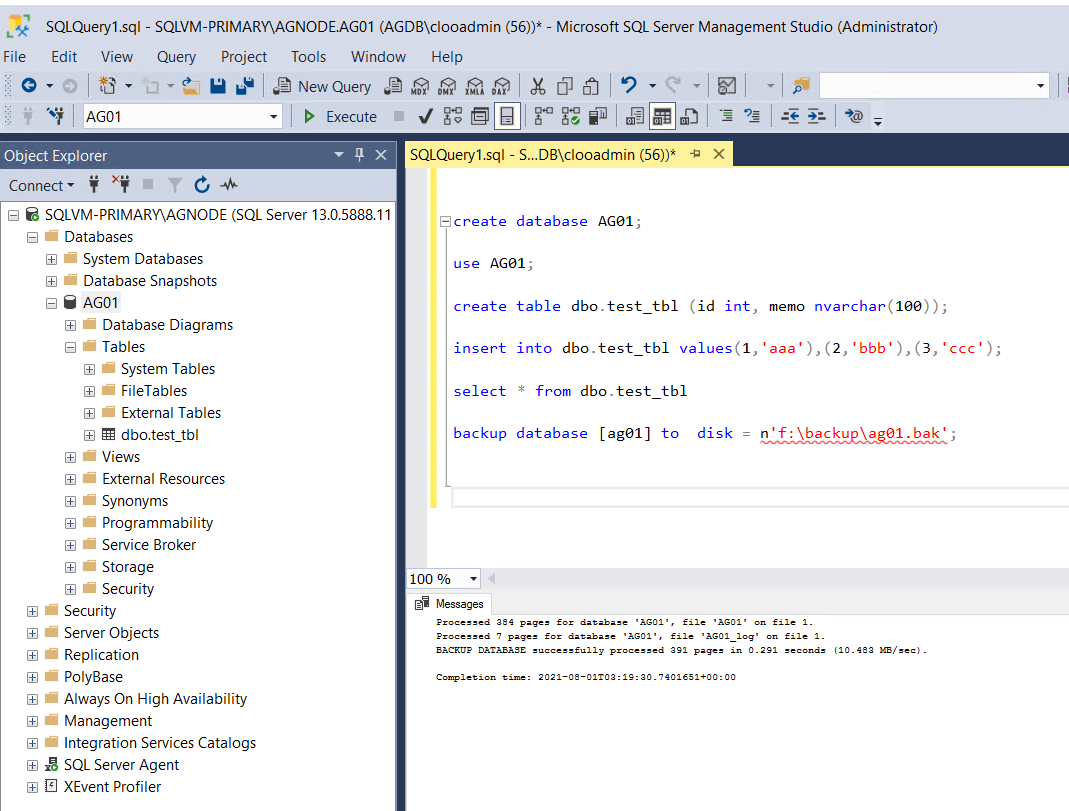 SQLQuery1.sql - SQLVM-PRIMARY\AGNODE.AG01 (AGDB\clooadmin (56))* - Microsoft SQL Server Management Studio (Administrator)
File Edit View Query Project Tools Window Help
New Query MDX DMX XMLA DAX
AG01 Execute
Object Explorer
Connect
SQLVM-PRIMARY\AGNODE (SQL Server 13.0.5888.11
Databases
System Databases
Database Snapshots
AG01
Database Diagrams
Tables
System Tables
FileTables
External Tables
dbo.test_tbl
Views
External Resources
Synonyms
Programmability
Service Broker
Storage
Security
Security
Server Objects
Replication
PolyBase
Always On High Availability
Management
Integration Services Catalogs
SQL Server Agent
XEvent Profiler
SQLQuery1.sql - S...DB\clooadmin (56))*
create database AG01;
use AG01;
create table dbo.test_tbl (id int, memo nvarchar(100));
insert into dbo.test_tbl values(1,'aaa'),(2,'bbb'),(3,'ccc');
select * from dbo.test_tbl
backup database [ag01] to  disk = n'f:\backup\ag01.bak';
100 %
Messages
Processed 384 pages for database 'AG01', file 'AG01' on file 1.
Processed 7 pages for database 'AG01', file 'AG01_log' on file 1.
BACKUP DATABASE successfully processed 391 pages in 0.291 seconds (10.483 MB/sec).
Completion time: 2021-08-01T03:19:30.7401651+00:00